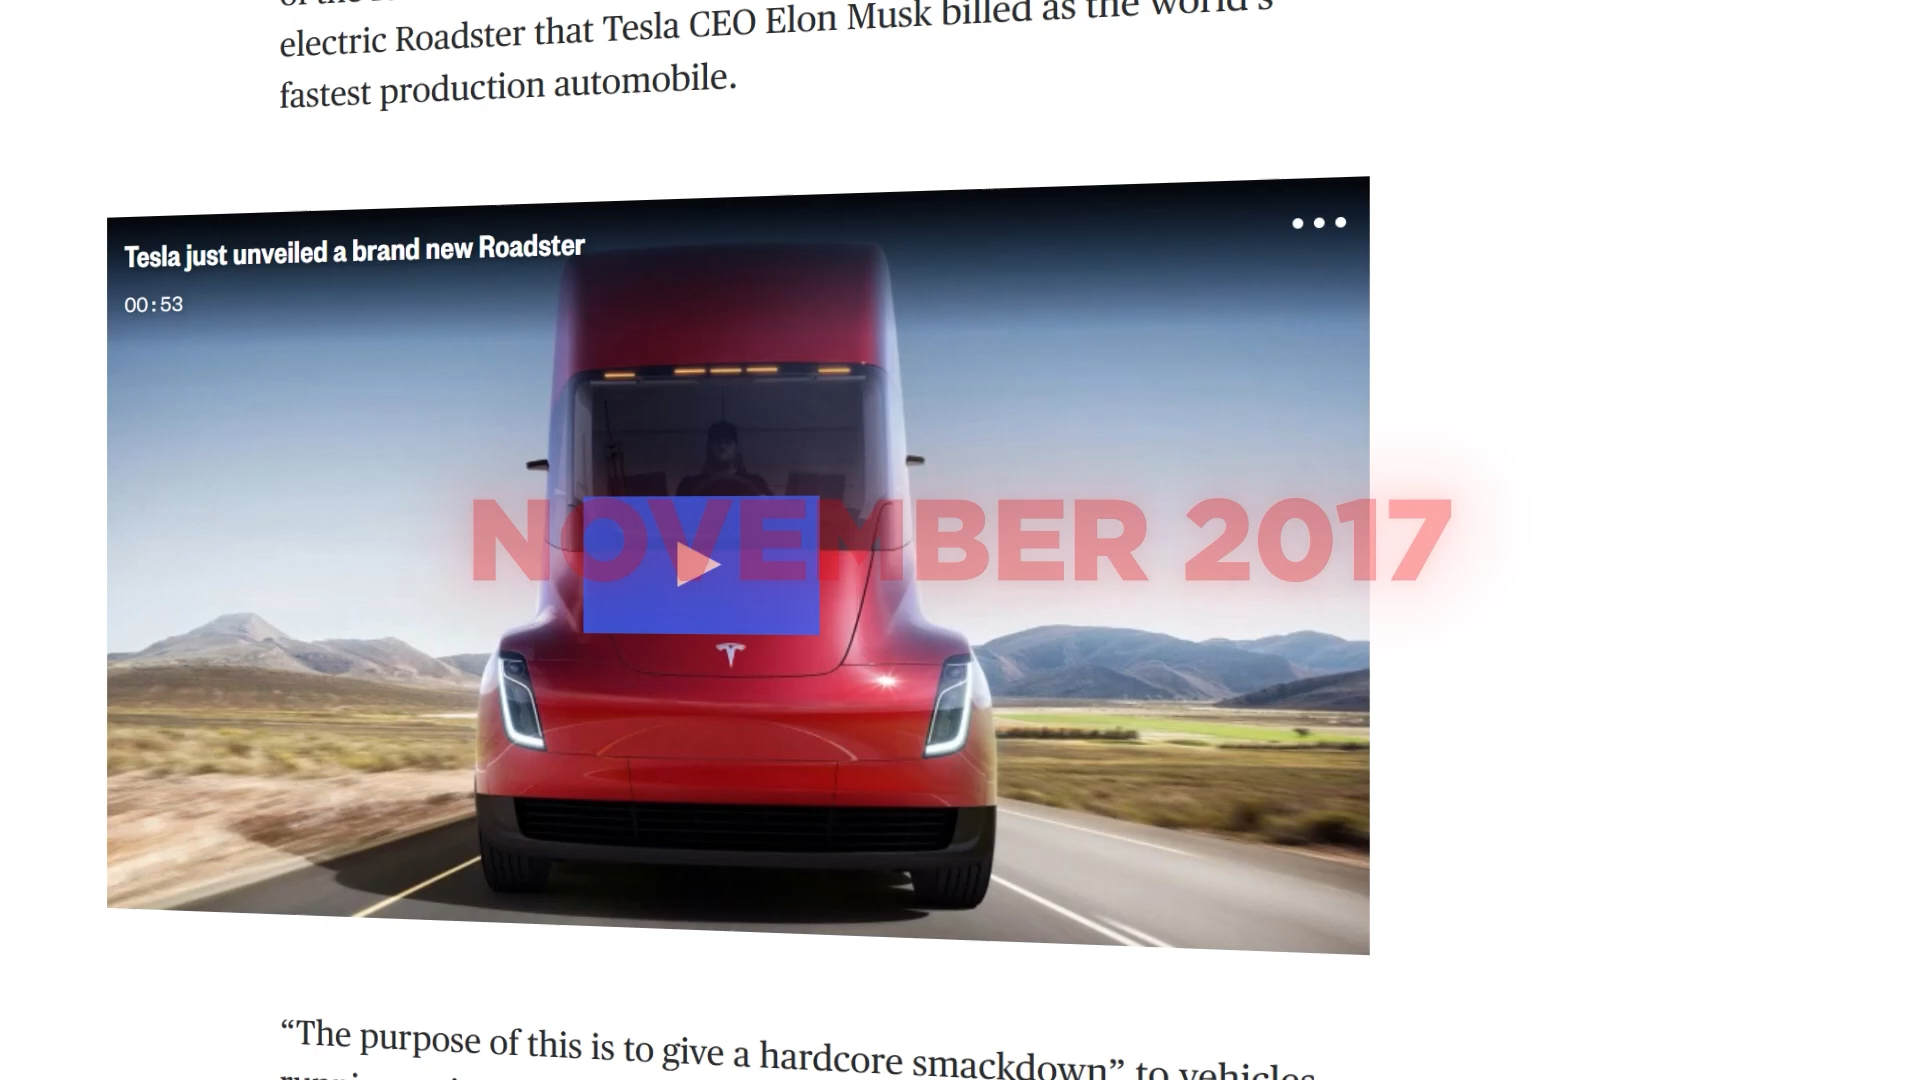 electric Roadster that Tesla CEO Elon Musk billed as the world's
fastest production automobile.
Tesla just unveiled a brand new Roadster
00:53
NOVEMBER 2017
“The purpose of this is to give a hardcore smackdown” to vehicles